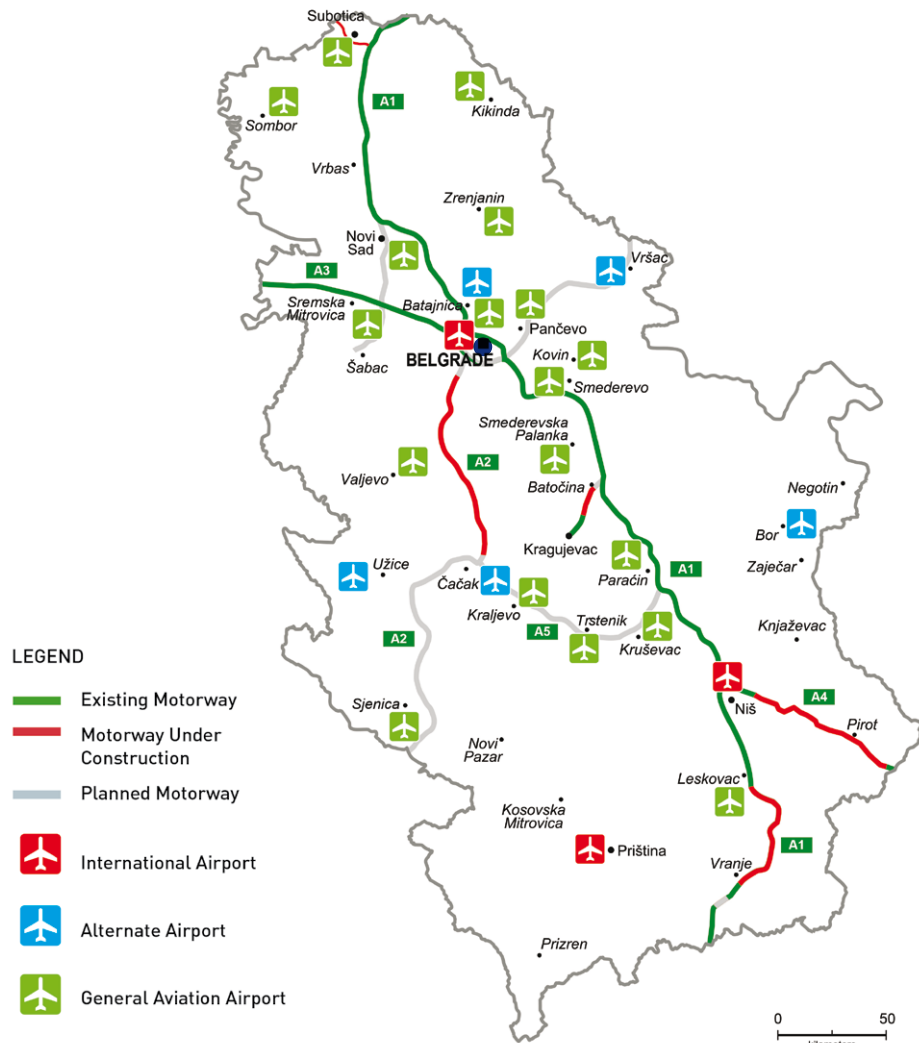 Subotica
A1
Kikinda
Sombor
Vrbas
Zrenjanin
Novi
Sad
A3
Vršac
Sremska
Mitrovica
Batajnica
Pančevo
BELGRADE
Kovin
Šabac
Smederevo
Smederevska
Palanka
A2
Valjevo
Batočina
Negotin
Bor
Kragujevac
Užice
Čačak
Paraćin
A1
Zaječar
Kraljevo
A5
Trstenik
A2
Kruševac
Knjaževac
LEGEND
Existing Motorway
Motorway Under
Construction
Planned Motorway
International Airport
Alternate Airport
General Aviation Airport
Sjenica
Niš
A4
Pirot
Novi
Pazar
Leskovac
Kosovska
Mitrovica
Priština
A1
Vranje
Prizren
0 50
kilometers